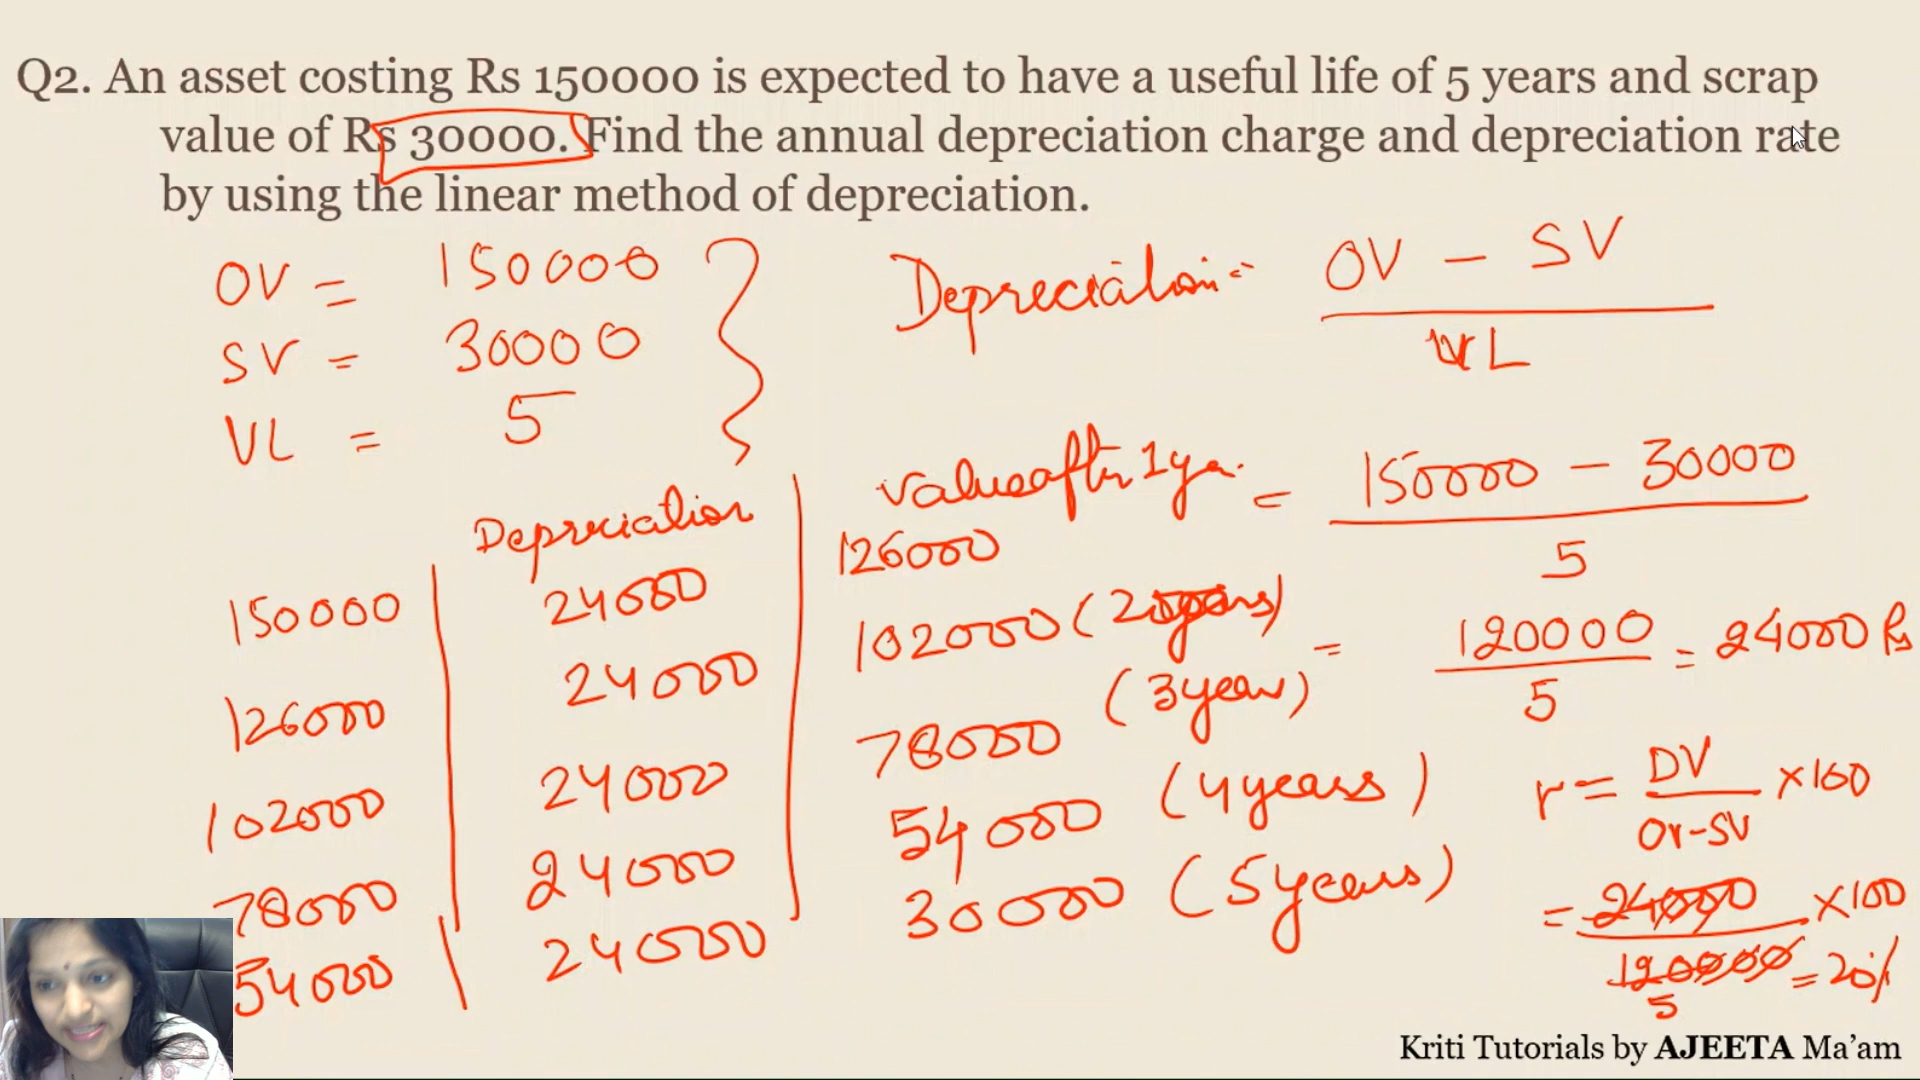 Q2. An asset costing Rs 150000 is expected to have a useful life of 5 years and scrap
value of Rs 30000. Find the annual depreciation charge and depreciation rate
by using the linear method of depreciation.
OV = 150000
SV = 30000
VL = 5
Depreciation = OV - SV
VL
= 150000 - 30000
5
= 120000 = 24000 Rs
5
r = DV × 100
OV-SV
= 24000 × 100
120000 = 20%
5
Depreciation
value after 1 year
150000 24000 126000
126000 24000 102000 (2 years)
102000 24000 78000 (3 year)
78000 24000 54000 (4 years)
54000 24000 30000 (5 years)
Kriti Tutorials by AJEETA Ma'am